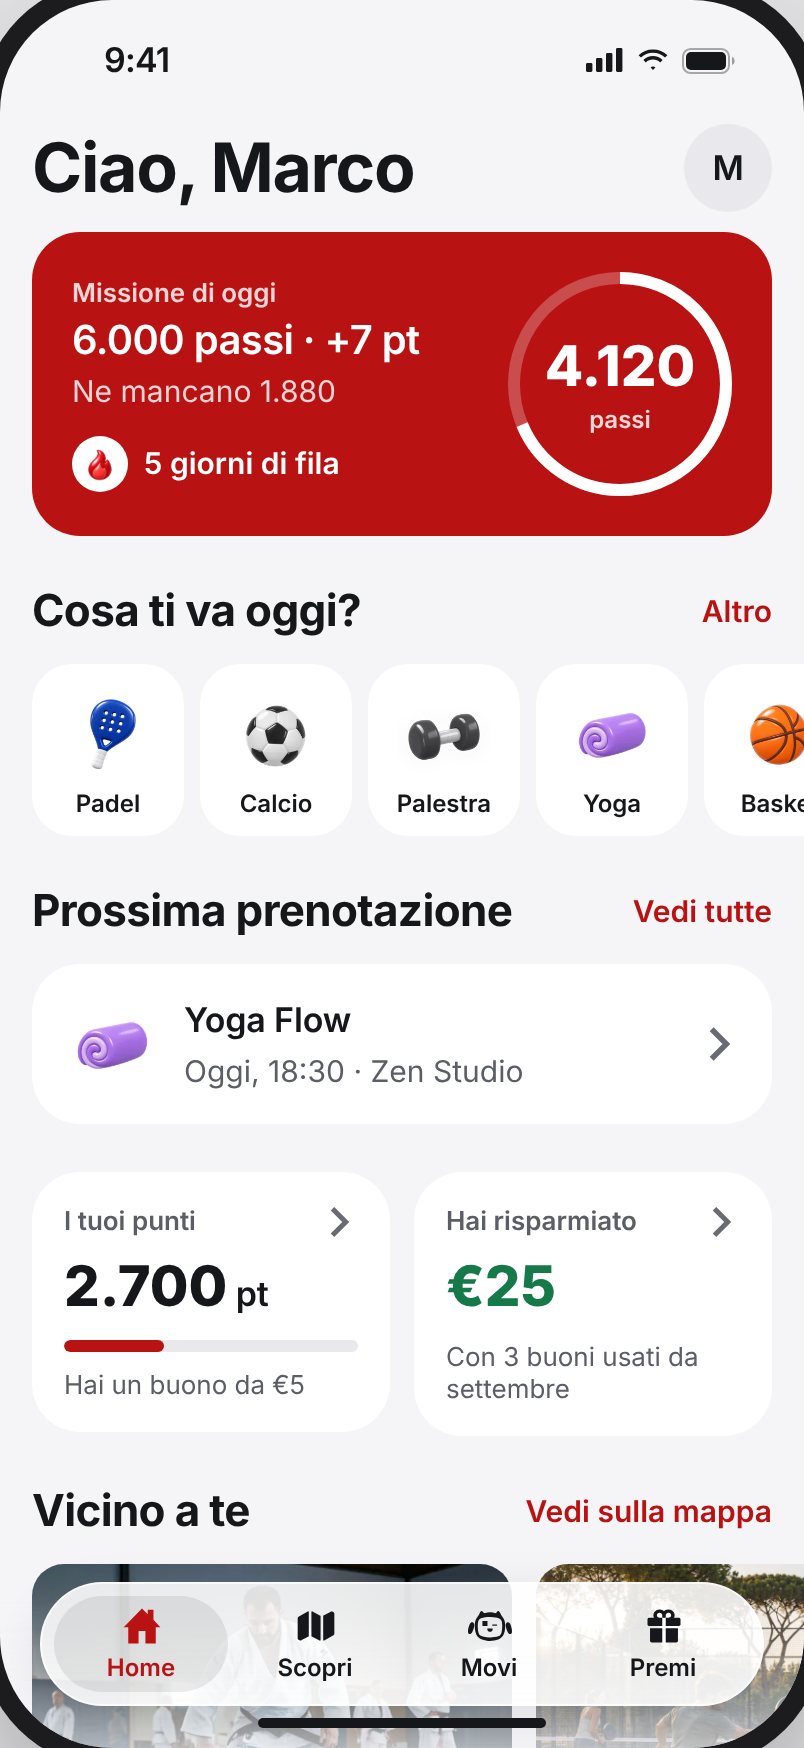 9:41
Ciao, Marco
M
Missione di oggi
6.000 passi · +7 pt
Ne mancano 1.880
5 giorni di fila
4.120
passi
Cosa ti va oggi?
Altro
Padel
Calcio
Palestra
Yoga
Baske
Prossima prenotazione
Vedi tutte
Yoga Flow
Oggi, 18:30 · Zen Studio
I tuoi punti
2.700 pt
Hai un buono da €5
Hai risparmiato
€25
Con 3 buoni usati da
settembre
Vicino a te
Vedi sulla mappa
Home
Scopri
Movi
Premi